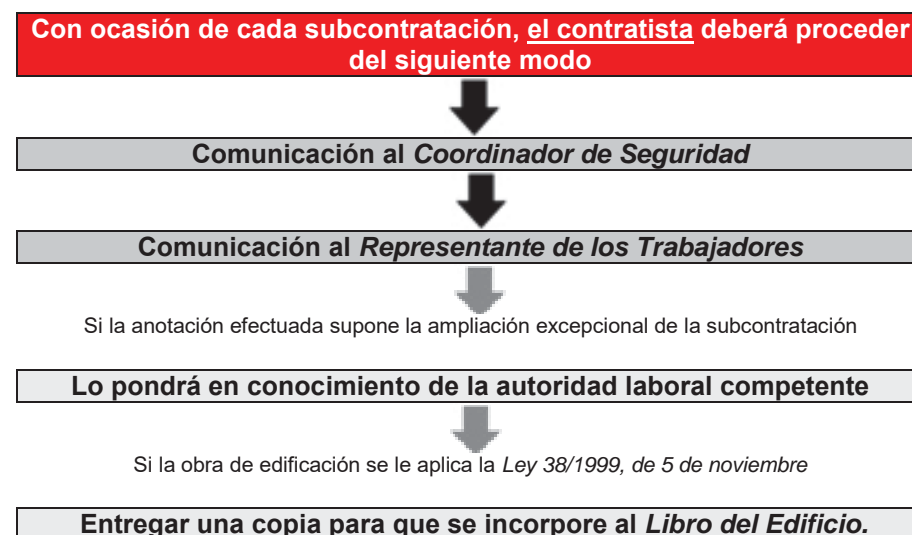 Con ocasión de cada subcontratación, el contratista deberá proceder
del siguiente modo
Comunicación al Coordinador de Seguridad
Comunicación al Representante de los Trabajadores
Si la anotación efectuada supone la ampliación excepcional de la subcontratación
Lo pondrá en conocimiento de la autoridad laboral competente
Si la obra de edificación se le aplica la Ley 38/1999, de 5 de noviembre
Entregar una copia para que se incorpore al Libro del Edificio.